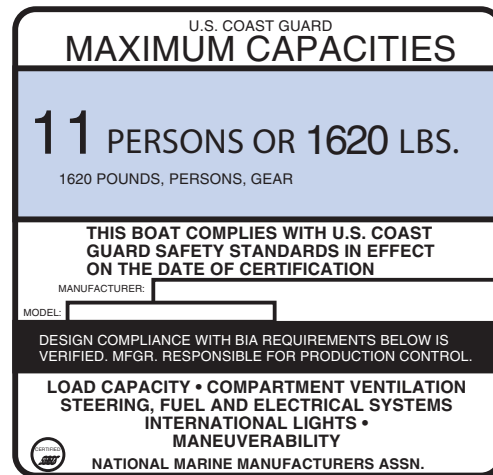 U.S. COAST GUARD
MAXIMUM CAPACITIES
11 PERSONS OR 1620 LBS.
1620 POUNDS, PERSONS, GEAR
THIS BOAT COMPLIES WITH U.S. COAST
GUARD SAFETY STANDARDS IN EFFECT
ON THE DATE OF CERTIFICATION
MANUFACTURER:
MODEL:
DESIGN COMPLIANCE WITH BIA REQUIREMENTS BELOW IS
VERIFIED. MFGR. RESPONSIBLE FOR PRODUCTION CONTROL.
LOAD CAPACITY • COMPARTMENT VENTILATION
STEERING, FUEL AND ELECTRICAL SYSTEMS
INTERNATIONAL LIGHTS •
MANEUVERABILITY
CERTIFIED
NATIONAL MARINE MANUFACTURERS ASSN.